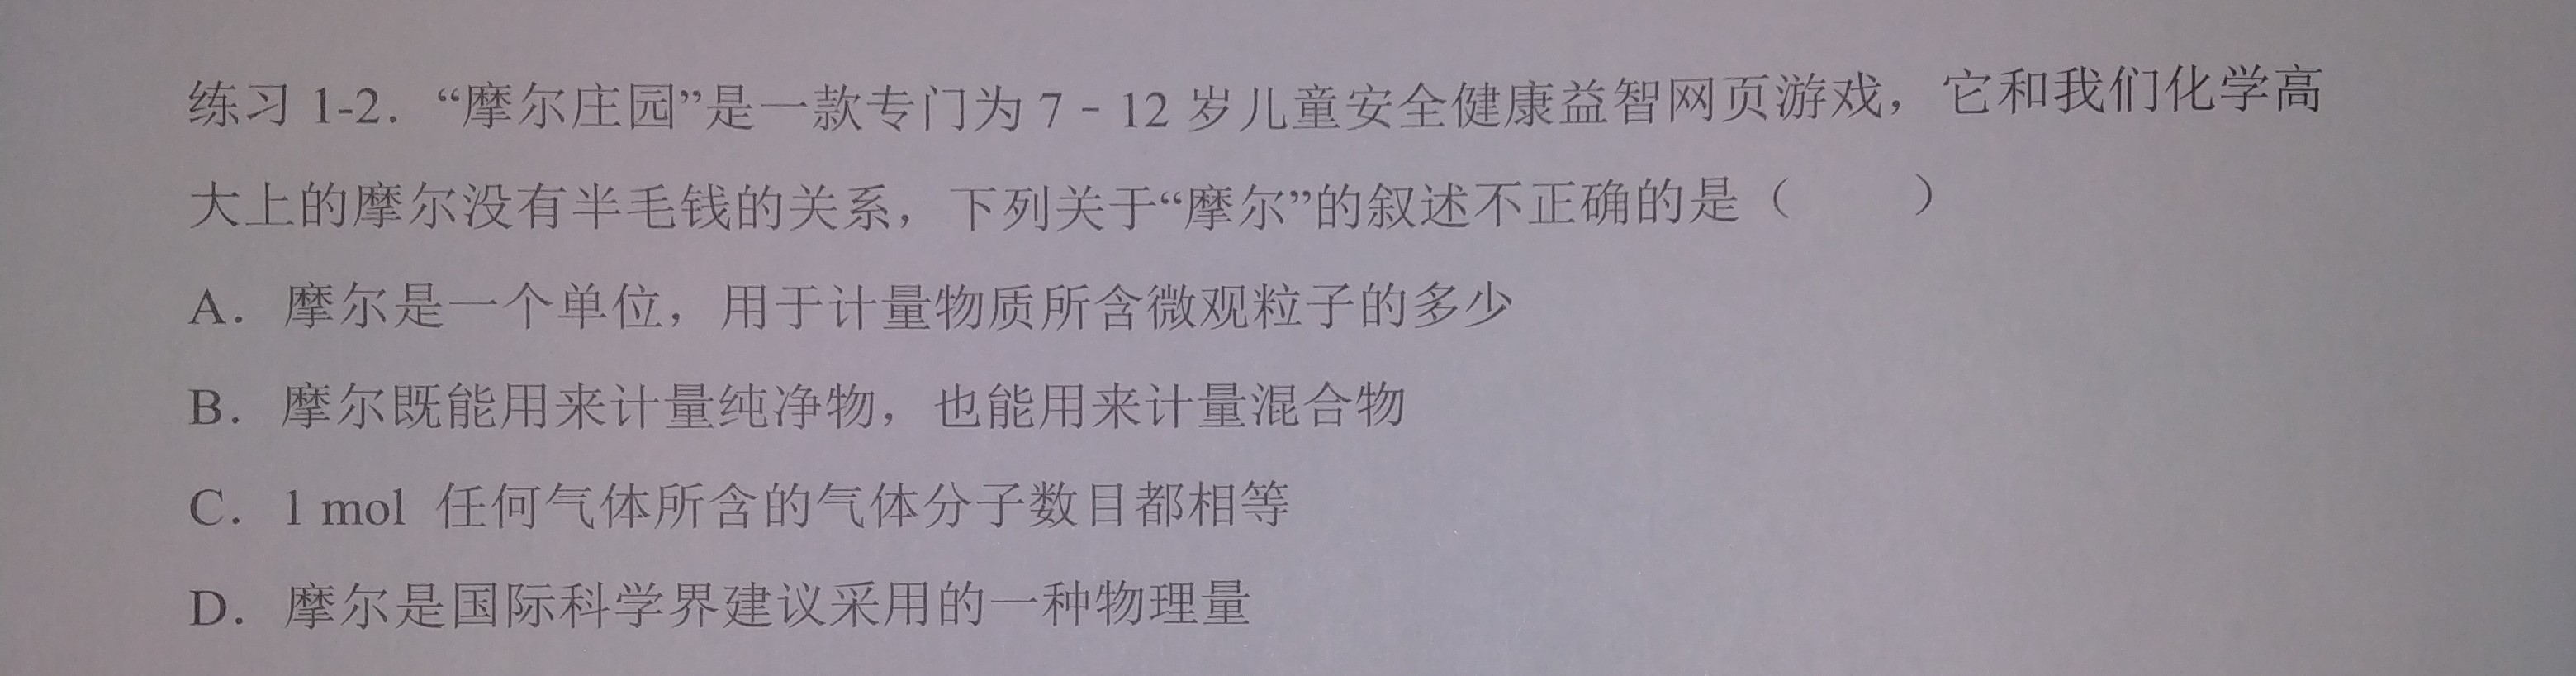 练习 1-2．“摩尔庄园”是一款专门为 7﹣12 岁儿童安全健康益智网页游戏，它和我们化学高
大上的摩尔没有半毛钱的关系，下列关于“摩尔”的叙述不正确的是（　　）
A．摩尔是一个单位，用于计量物质所含微观粒子的多少
B．摩尔既能用来计量纯净物，也能用来计量混合物
C．1 mol 任何气体所含的气体分子数目都相等
D．摩尔是国际科学界建议采用的一种物理量